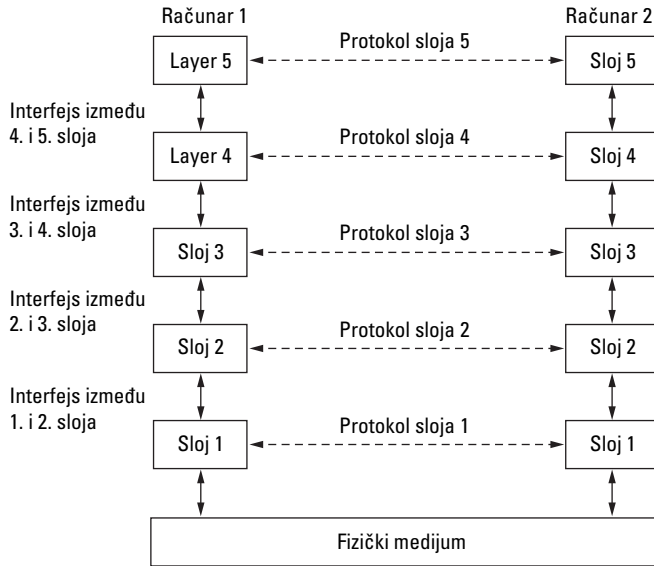 Računar 1
Računar 2
Protokol sloja 5
Layer 5
Sloj 5
Interfejs između
4. i 5. sloja
Protokol sloja 4
Layer 4
Sloj 4
Interfejs između
3. i 4. sloja
Protokol sloja 3
Sloj 3
Sloj 3
Interfejs između
2. i 3. sloja
Protokol sloja 2
Sloj 2
Sloj 2
Interfejs između
1. i 2. sloja
Protokol sloja 1
Sloj 1
Sloj 1
Fizički medijum